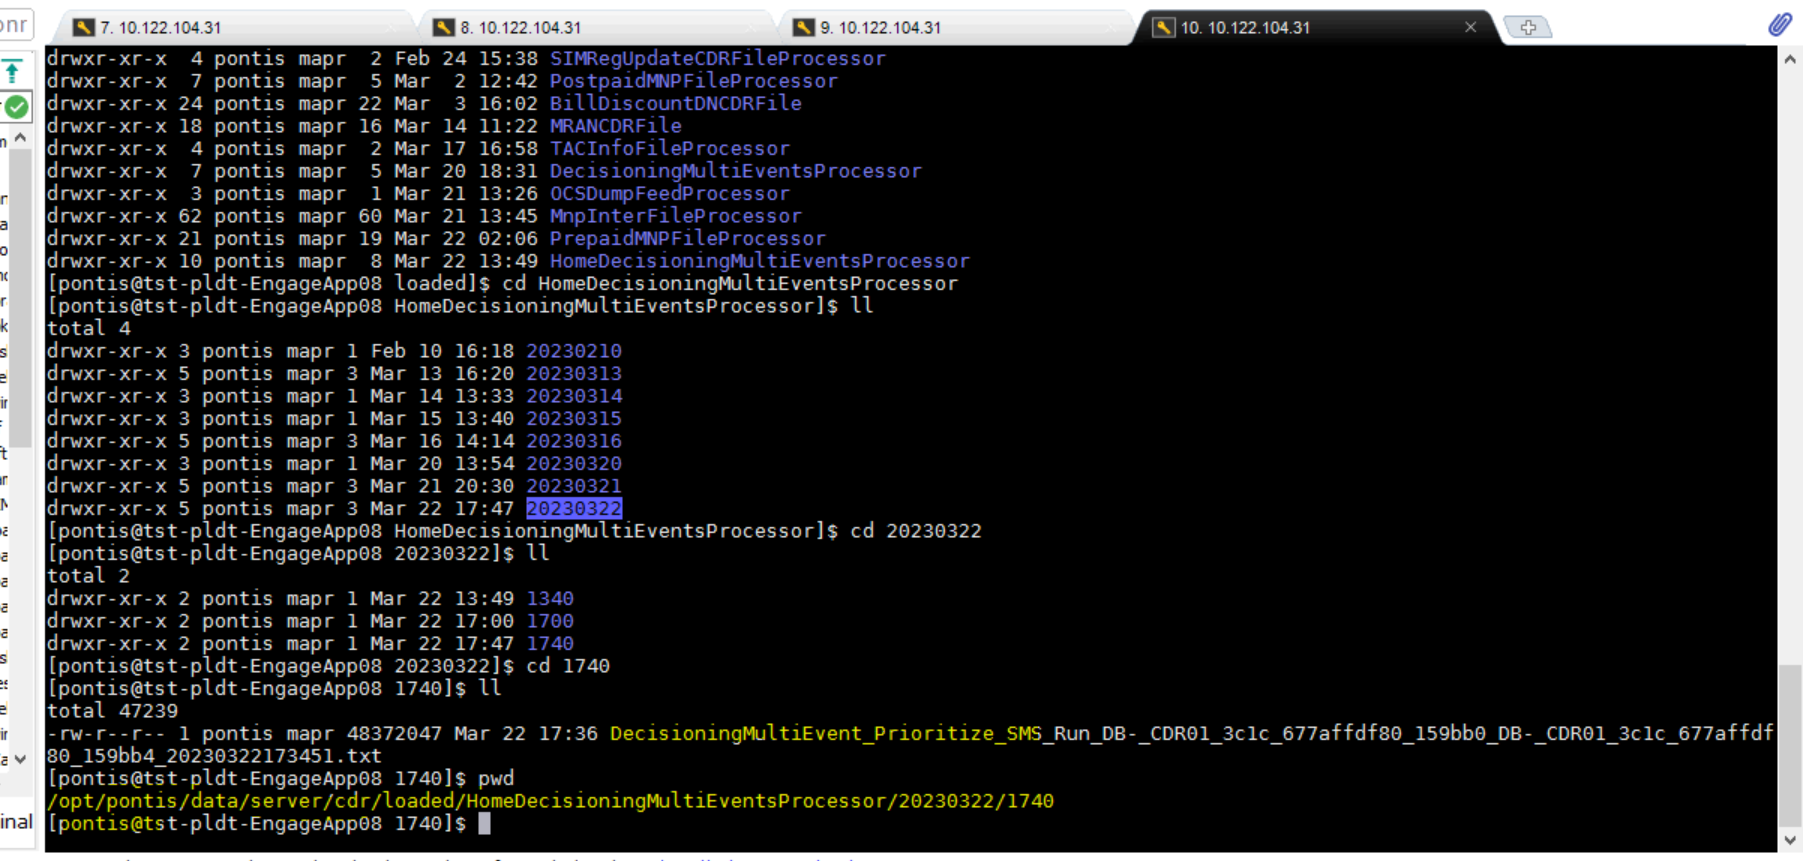 7. 10.122.104.31
8. 10.122.104.31
9. 10.122.104.31
10. 10.122.104.31
drwxr-xr-x  4 pontis mapr  2 Feb 24 15:38 SIMRegUpdateCDRFileProcessor
drwxr-xr-x  7 pontis mapr  5 Mar  2 12:42 PostpaidMNPFileProcessor
drwxr-xr-x 24 pontis mapr 22 Mar  3 16:02 BillDiscountDNCDRFile
drwxr-xr-x 18 pontis mapr 16 Mar 14 11:22 MRANCDRFile
drwxr-xr-x  4 pontis mapr  2 Mar 17 16:58 TACInfoFileProcessor
drwxr-xr-x  7 pontis mapr  5 Mar 20 18:31 DecisioningMultiEventsProcessor
drwxr-xr-x  3 pontis mapr  1 Mar 21 13:26 OCSDumpFeedProcessor
drwxr-xr-x 62 pontis mapr 60 Mar 21 13:45 MnpInterFileProcessor
drwxr-xr-x 21 pontis mapr 19 Mar 22 02:06 PrepaidMNPFileProcessor
drwxr-xr-x 10 pontis mapr  8 Mar 22 13:49 HomeDecisioningMultiEventsProcessor
[pontis@tst-pldt-EngageApp08 loaded]$ cd HomeDecisioningMultiEventsProcessor
[pontis@tst-pldt-EngageApp08 HomeDecisioningMultiEventsProcessor]$ ll
total 4
drwxr-xr-x 3 pontis mapr 1 Feb 10 16:18 20230210
drwxr-xr-x 5 pontis mapr 3 Mar 13 16:20 20230313
drwxr-xr-x 3 pontis mapr 1 Mar 14 13:33 20230314
drwxr-xr-x 3 pontis mapr 1 Mar 15 13:40 20230315
drwxr-xr-x 5 pontis mapr 3 Mar 16 14:14 20230316
drwxr-xr-x 3 pontis mapr 1 Mar 20 13:54 20230320
drwxr-xr-x 5 pontis mapr 3 Mar 21 20:30 20230321
drwxr-xr-x 5 pontis mapr 3 Mar 22 17:47 20230322
[pontis@tst-pldt-EngageApp08 HomeDecisioningMultiEventsProcessor]$ cd 20230322
[pontis@tst-pldt-EngageApp08 20230322]$ ll
total 2
drwxr-xr-x 2 pontis mapr 1 Mar 22 13:49 1340
drwxr-xr-x 2 pontis mapr 1 Mar 22 17:00 1700
drwxr-xr-x 2 pontis mapr 1 Mar 22 17:47 1740
[pontis@tst-pldt-EngageApp08 20230322]$ cd 1740
[pontis@tst-pldt-EngageApp08 1740]$ ll
total 47239
-rw-r--r-- 1 pontis mapr 48372047 Mar 22 17:36 DecisioningMultiEvent_Prioritize_SMS_Run_DB-_CDR01_3c1c_677affdf80_159bb0_DB-_CDR01_3c1c_677affdf
80_159bb4_20230322173451.txt
[pontis@tst-pldt-EngageApp08 1740]$ pwd
/opt/pontis/data/server/cdr/loaded/HomeDecisioningMultiEventsProcessor/20230322/1740
[pontis@tst-pldt-EngageApp08 1740]$